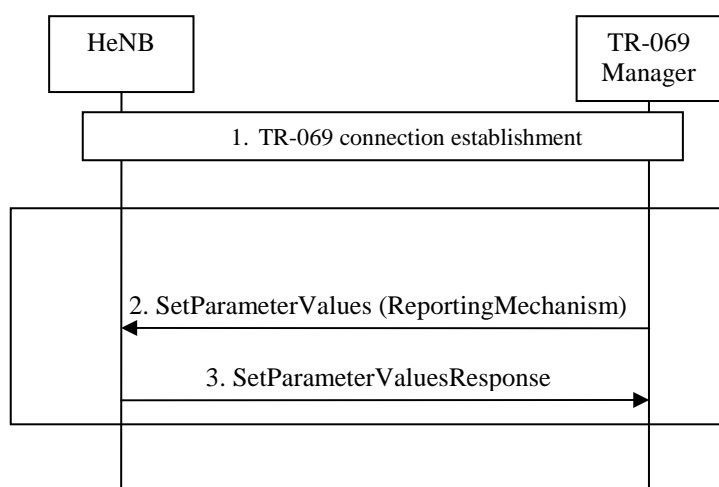 HeNB
TR-069
Manager
1. TR-069 connection establishment
2. SetParameterValues (ReportingMechanism)
3. SetParameterValuesResponse